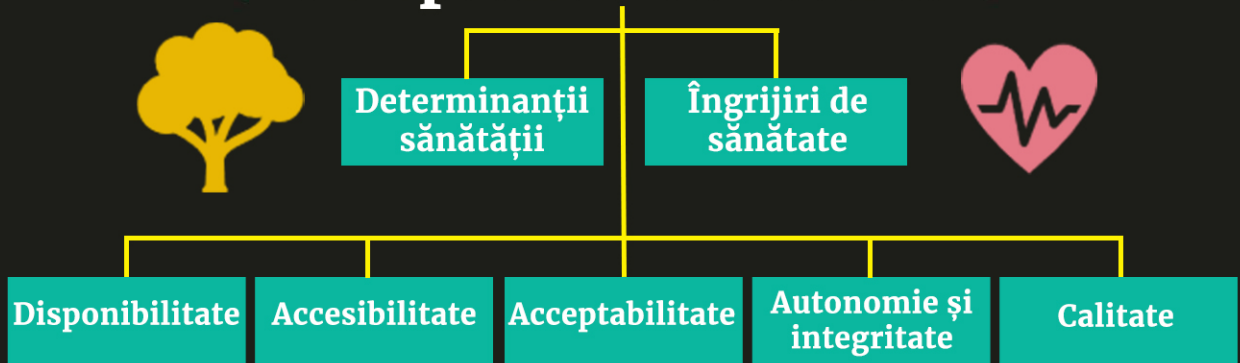 Determinanții
sănătății
Îngrijiri de
sănătate
Disponibilitate
Accesibilitate
Acceptabilitate
Autonomie și
integritate
Calitate